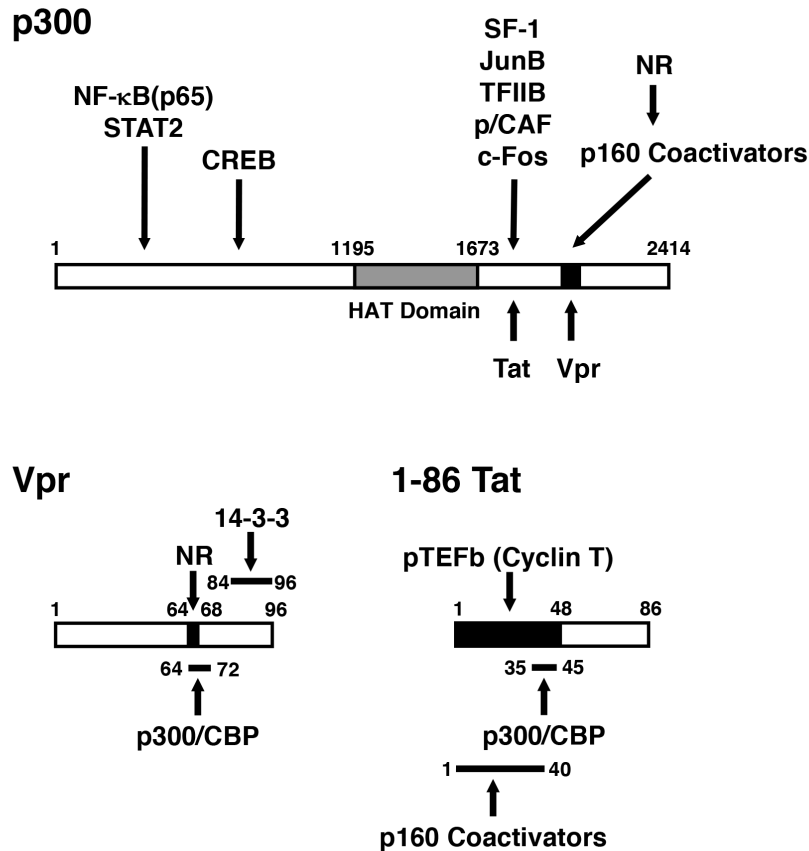 p300
SF-1
JunB
TFIIB
p/CAF
c-Fos
NR
p160 Coactivators
NF-κB(p65)
STAT2
CREB
1 1195 1673 2414
HAT Domain
Tat Vpr
Vpr
14-3-3
NR
84 96
1 64 68 96
64 72
p300/CBP
1-86 Tat
pTEFb (Cyclin T)
1 48 86
35 45
p300/CBP
1 40
p160 Coactivators